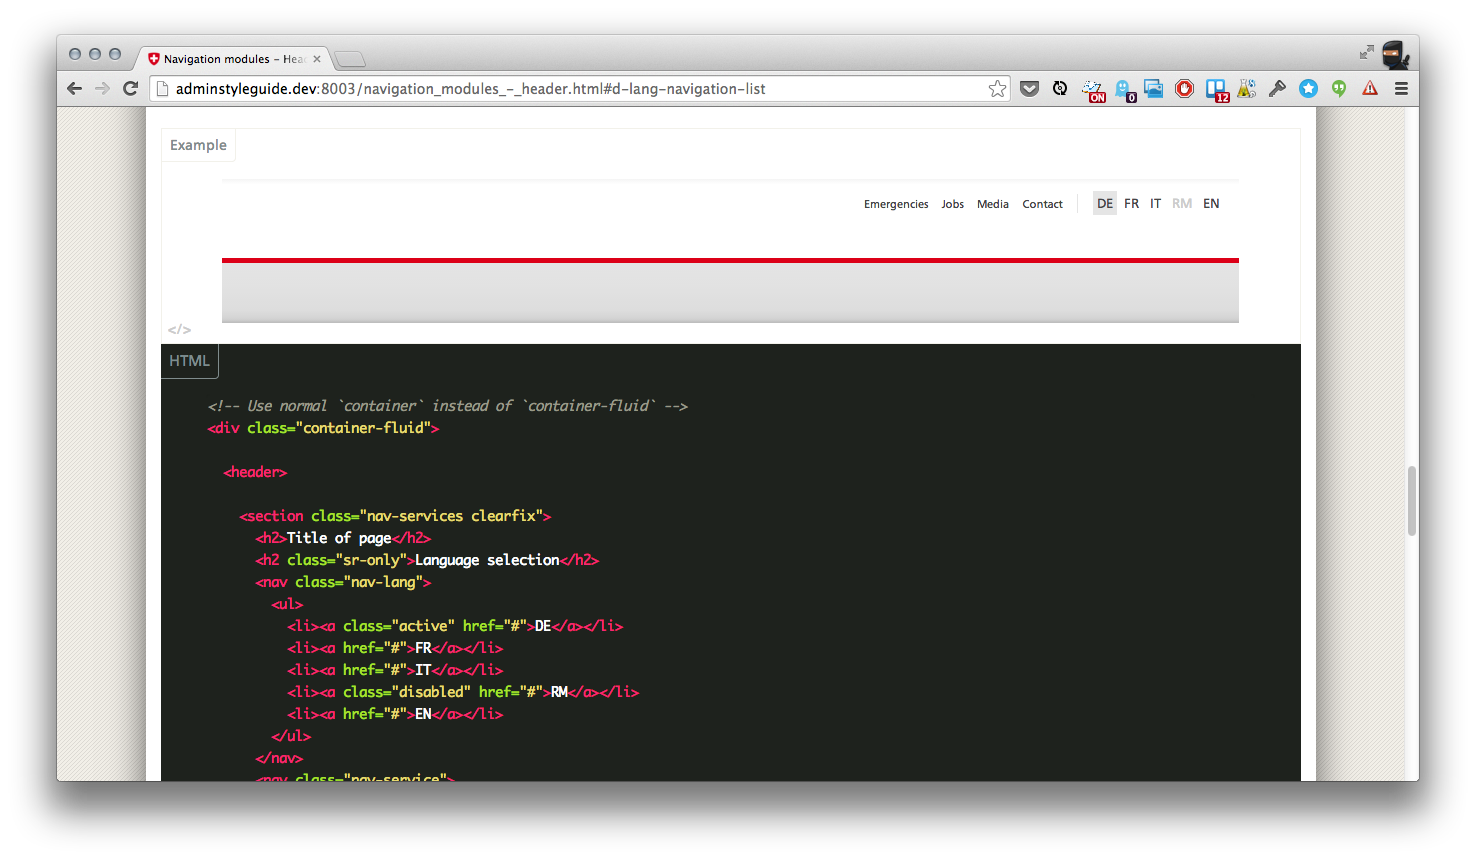 Navigation modules – Hea
adminstyleguide.dev:8003/navigation_modules_-_header.html#d-lang-navigation-list
ON
0
12
Example
Emergencies Jobs Media Contact DE FR IT RM EN
</>
HTML
<!-- Use normal `container` instead of `container-fluid` -->
<div class="container-fluid">
<header>
<section class="nav-services clearfix">
<h2>Title of page</h2>
<h2 class="sr-only">Language selection</h2>
<nav class="nav-lang">
<ul>
<li><a class="active" href="#">DE</a></li>
<li><a href="#">FR</a></li>
<li><a href="#">IT</a></li>
<li><a class="disabled" href="#">RM</a></li>
<li><a href="#">EN</a></li>
</ul>
</nav>
<nav class="nav-service">